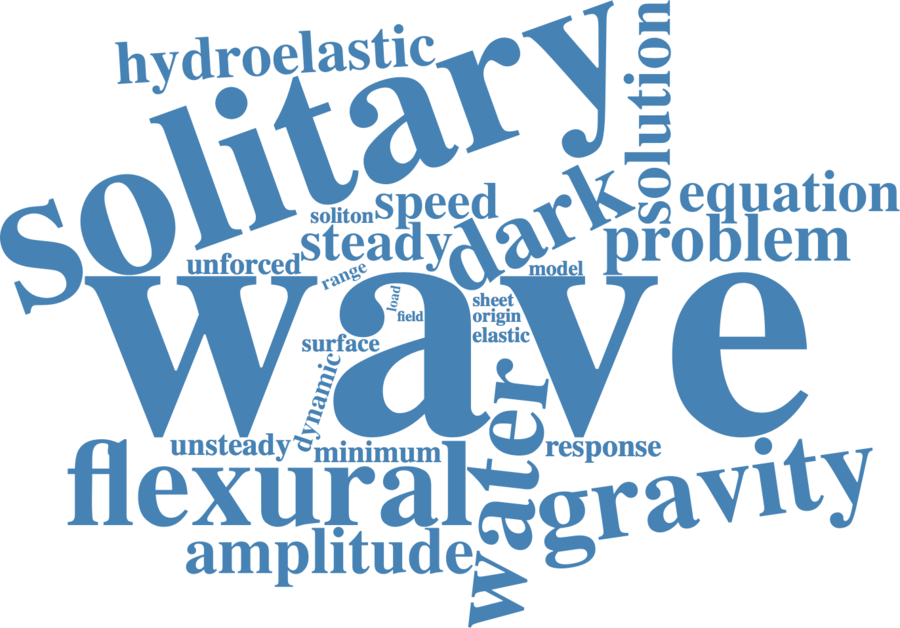 hydroelastic
solitary
solution
soliton
speed
dark
equation
problem
steady
unforced
range
model
wave
load
field
sheet
origin
elastic
surface
dynamic
water
unsteady
minimum
response
flexural
gravity
amplitude